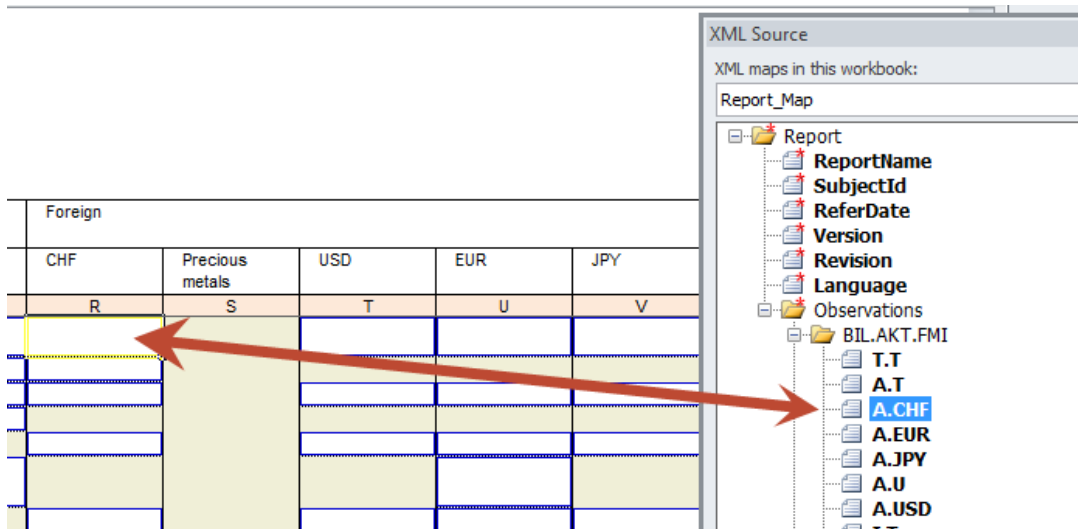 XML Source
XML maps in this workbook:
Report_Map
Report
ReportName
SubjectId
ReferDate
Version
Revision
Language
Observations
BIL.AKT.FMI
T.T
A.T
A.CHF
A.EUR
A.JPY
A.U
A.USD
Foreign
CHF Precious metals USD EUR JPY
R S T U V